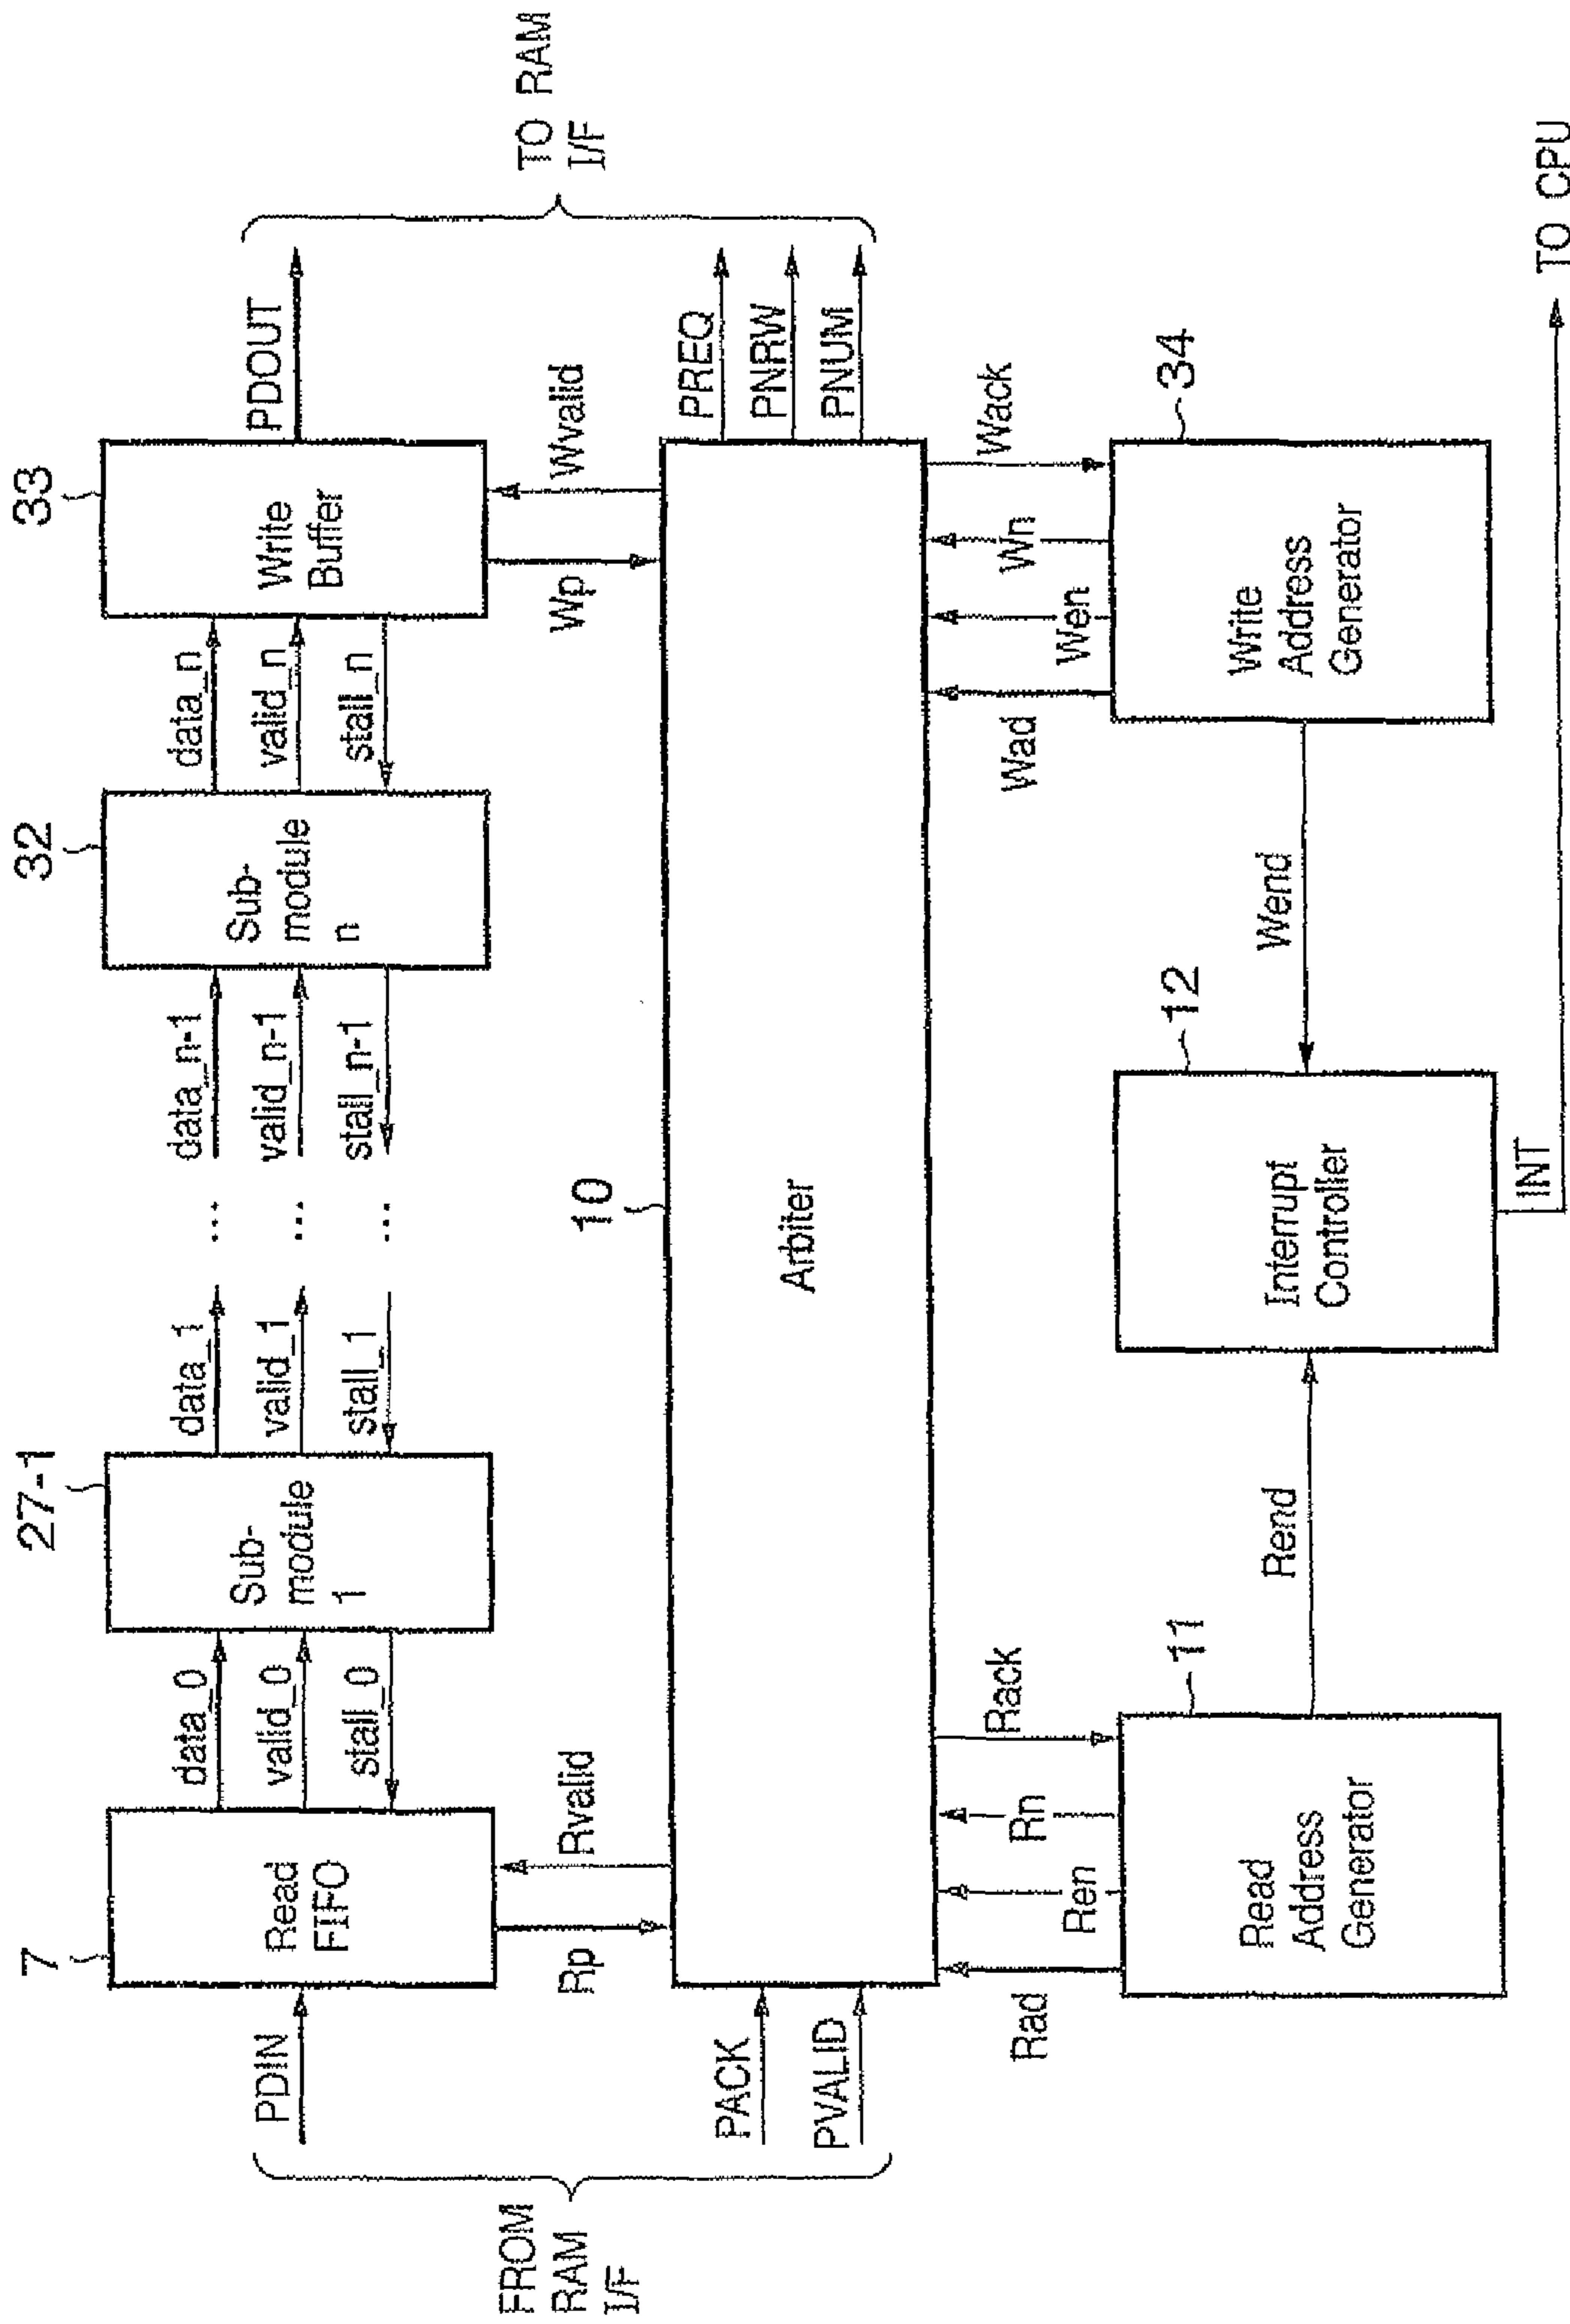 7
27-1
32
33
PDIN
Read
FIFO
data_0
valid_0
stall_0
Sub-
module
1
data_1
valid_1
stall_1
...
...
...
data_n-1
valid_n-1
stall_n-1
Sub-
module
n
data_n
valid_n
stall_n
Write
Buffer
PDOUT
FROM
RAM
I/F
TO RAM
I/F
Rp
Rvalid
10
Wp
Wvalid
PACK
PVALID
Arbiter
PREQ
PNRW
PNUM
Rad
Ren
Rn
Rack
Wad
Wen
Wn
Wack
11
12
34
Read
Address
Generator
Rend
Interrupt
Controller
Wend
Write
Address
Generator
INT
TO CPU